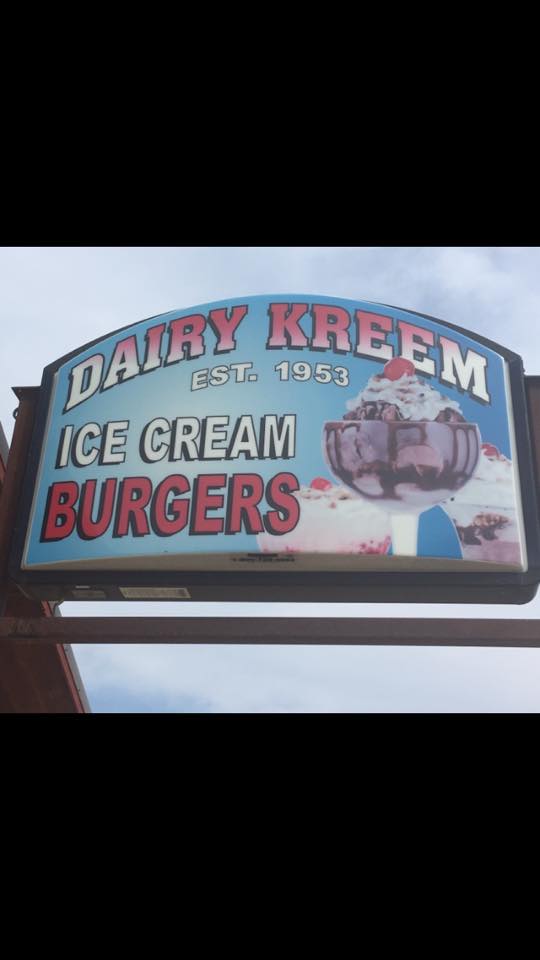 DAIRY KREEM
EST. 1953
ICE CREAM
BURGERS